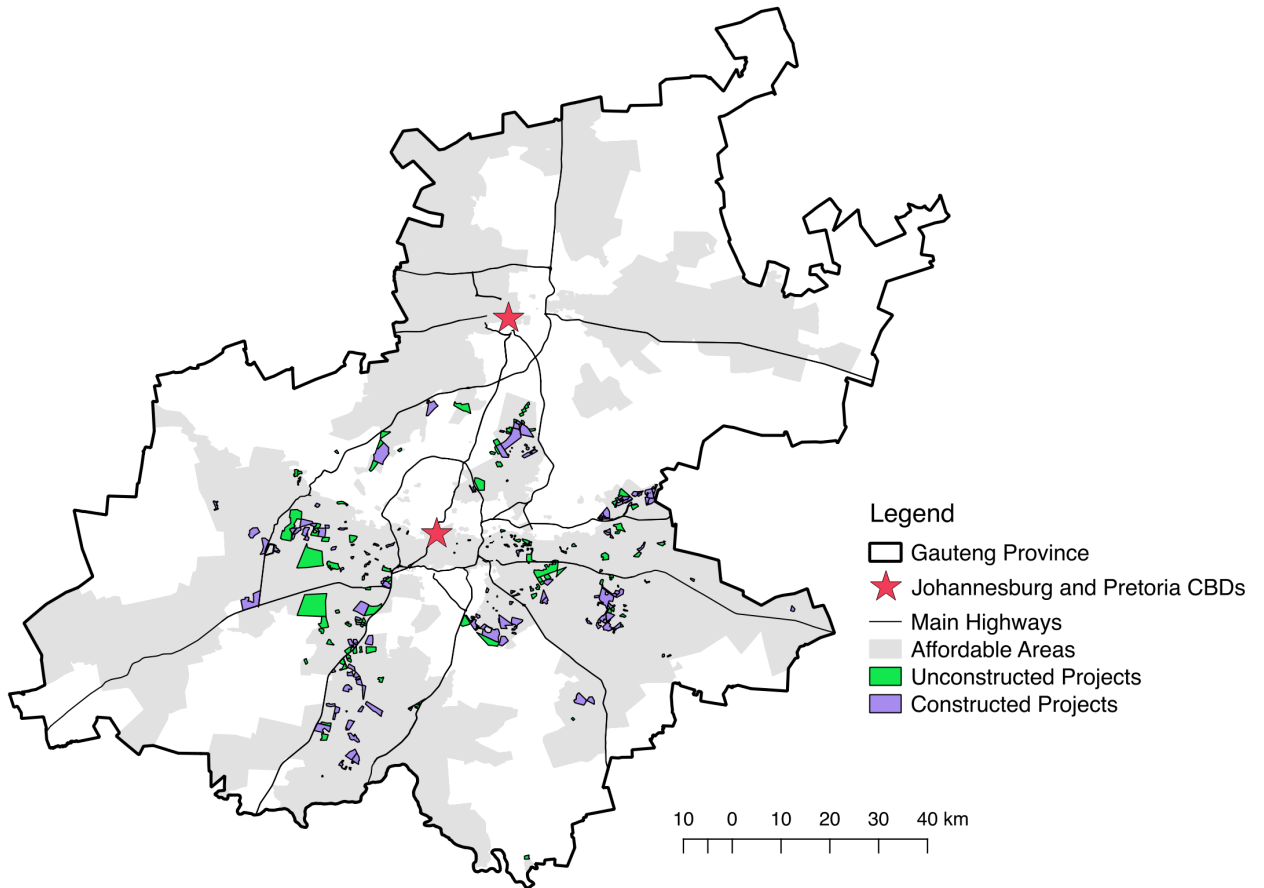 Legend
Gauteng Province
Johannesburg and Pretoria CBDs
Main Highways
Affordable Areas
Unconstructed Projects
Constructed Projects
10 0 10 20 30 40 km